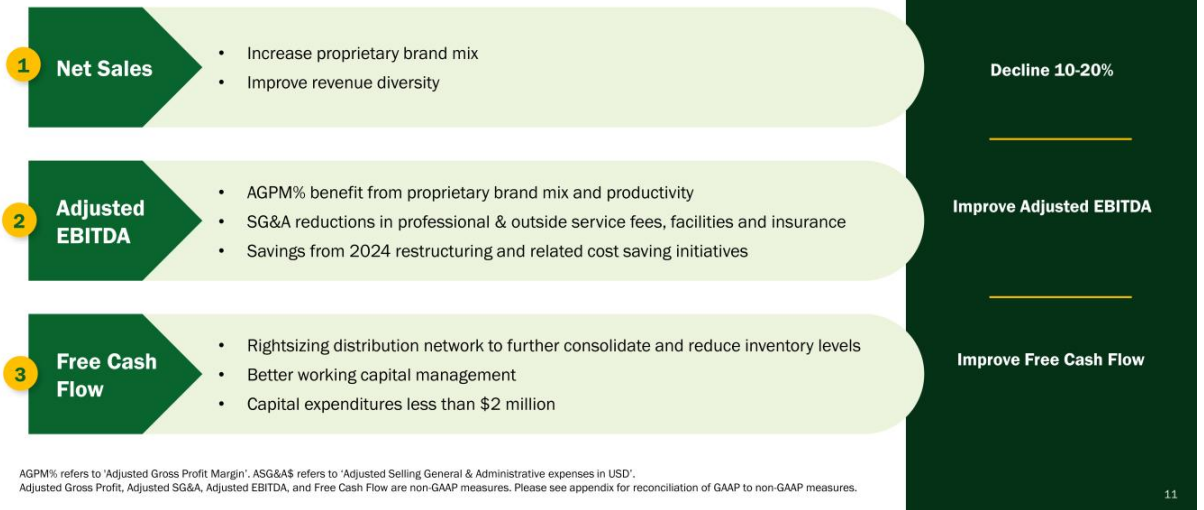 1
Net Sales
• Increase proprietary brand mix
• Improve revenue diversity
Decline 10-20%
2
Adjusted
EBITDA
• AGPM% benefit from proprietary brand mix and productivity
• SG&A reductions in professional & outside service fees, facilities and insurance
• Savings from 2024 restructuring and related cost saving initiatives
Improve Adjusted EBITDA
3
Free Cash
Flow
• Rightsizing distribution network to further consolidate and reduce inventory levels
• Better working capital management
• Capital expenditures less than $2 million
Improve Free Cash Flow
AGPM% refers to 'Adjusted Gross Profit Margin'. ASG&A$ refers to ‘Adjusted Selling General & Administrative expenses in USD’.
Adjusted Gross Profit, Adjusted SG&A, Adjusted EBITDA, and Free Cash Flow are non-GAAP measures. Please see appendix for reconciliation of GAAP to non-GAAP measures.
11